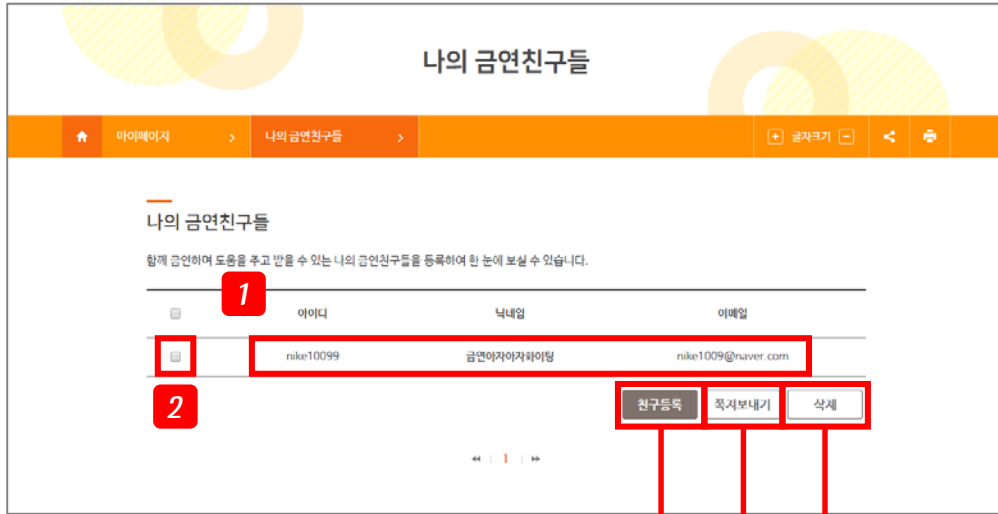 나의 금연친구들
마이페이지 > 나의 금연친구들 > + 글자크기 -
나의 금연친구들
함께 금연하며 도움을 주고 받을 수 있는 나의 금연친구들을 등록하여 한 눈에 보실 수 있습니다.
1
아이디 닉네임 이메일
nike10099 금연아자아자화이팅 nike1009@naver.com
2
친구등록 쪽지보내기 삭제
1